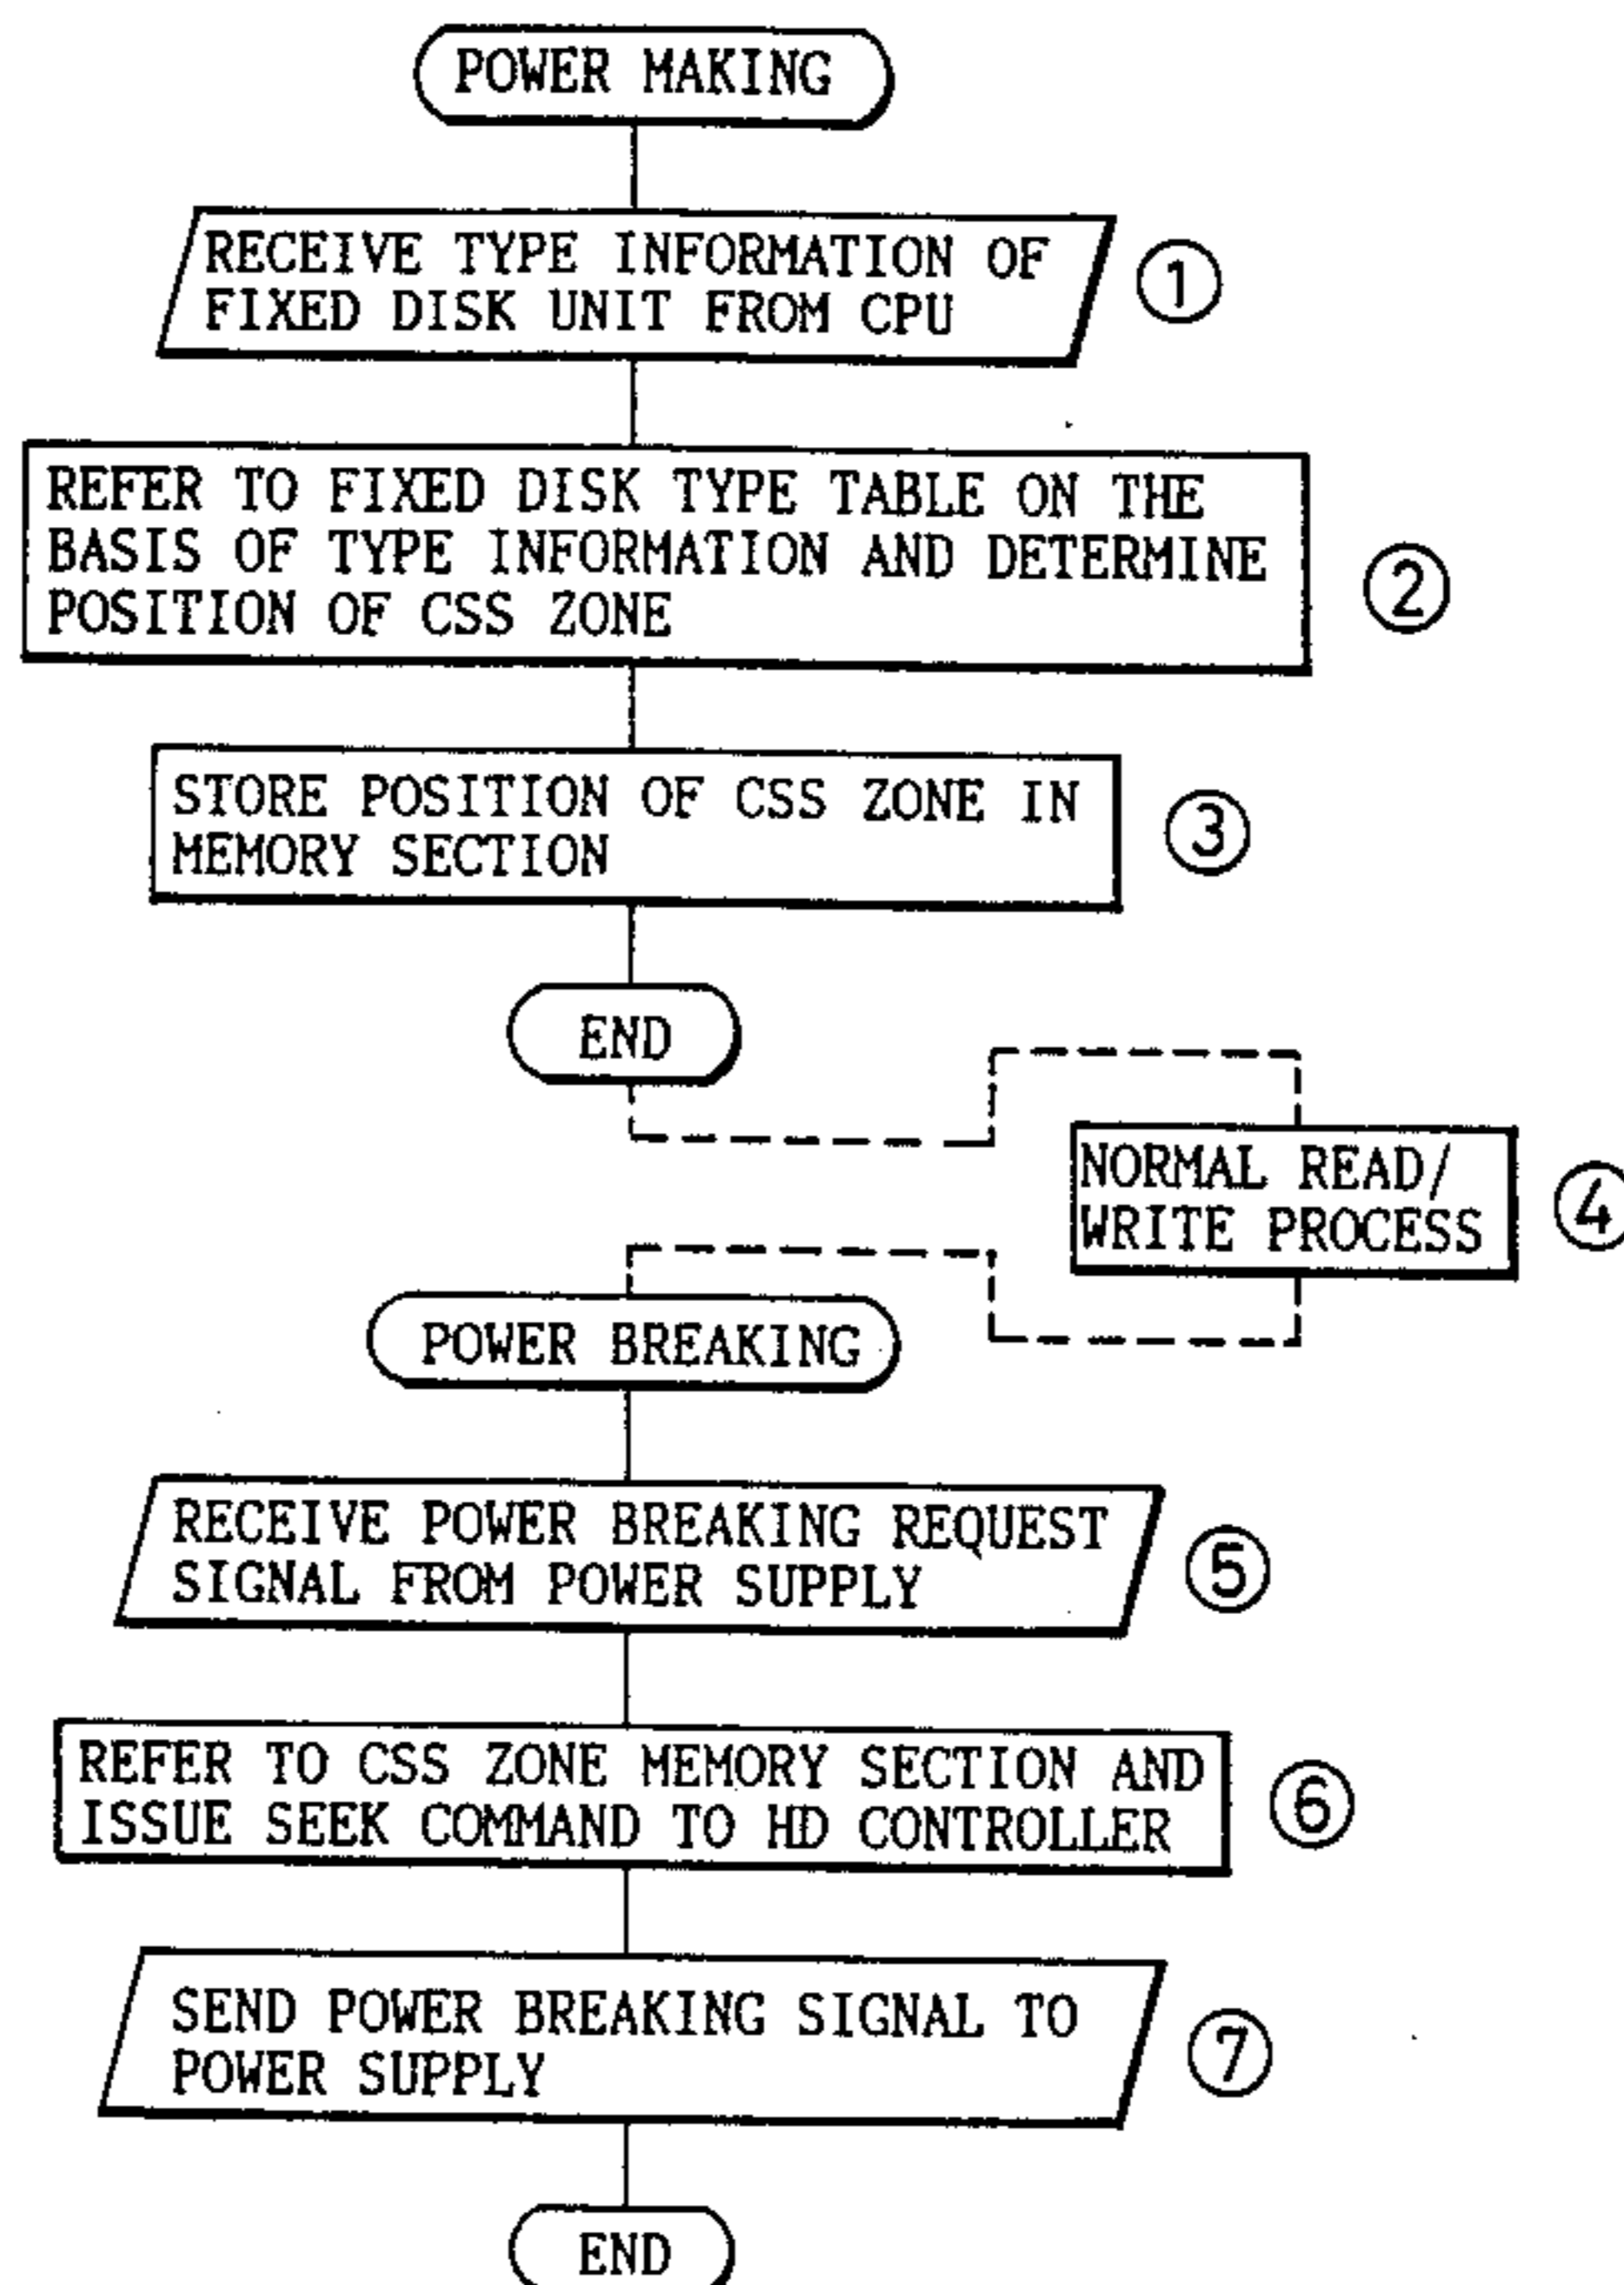 POWER MAKING
RECEIVE TYPE INFORMATION OF
FIXED DISK UNIT FROM CPU
①
REFER TO FIXED DISK TYPE TABLE ON THE
BASIS OF TYPE INFORMATION AND DETERMINE
POSITION OF CSS ZONE
②
STORE POSITION OF CSS ZONE IN
MEMORY SECTION
③
END
NORMAL READ/
WRITE PROCESS
④
POWER BREAKING
RECEIVE POWER BREAKING REQUEST
SIGNAL FROM POWER SUPPLY
⑤
REFER TO CSS ZONE MEMORY SECTION AND
ISSUE SEEK COMMAND TO HD CONTROLLER
⑥
SEND POWER BREAKING SIGNAL TO
POWER SUPPLY
⑦
END